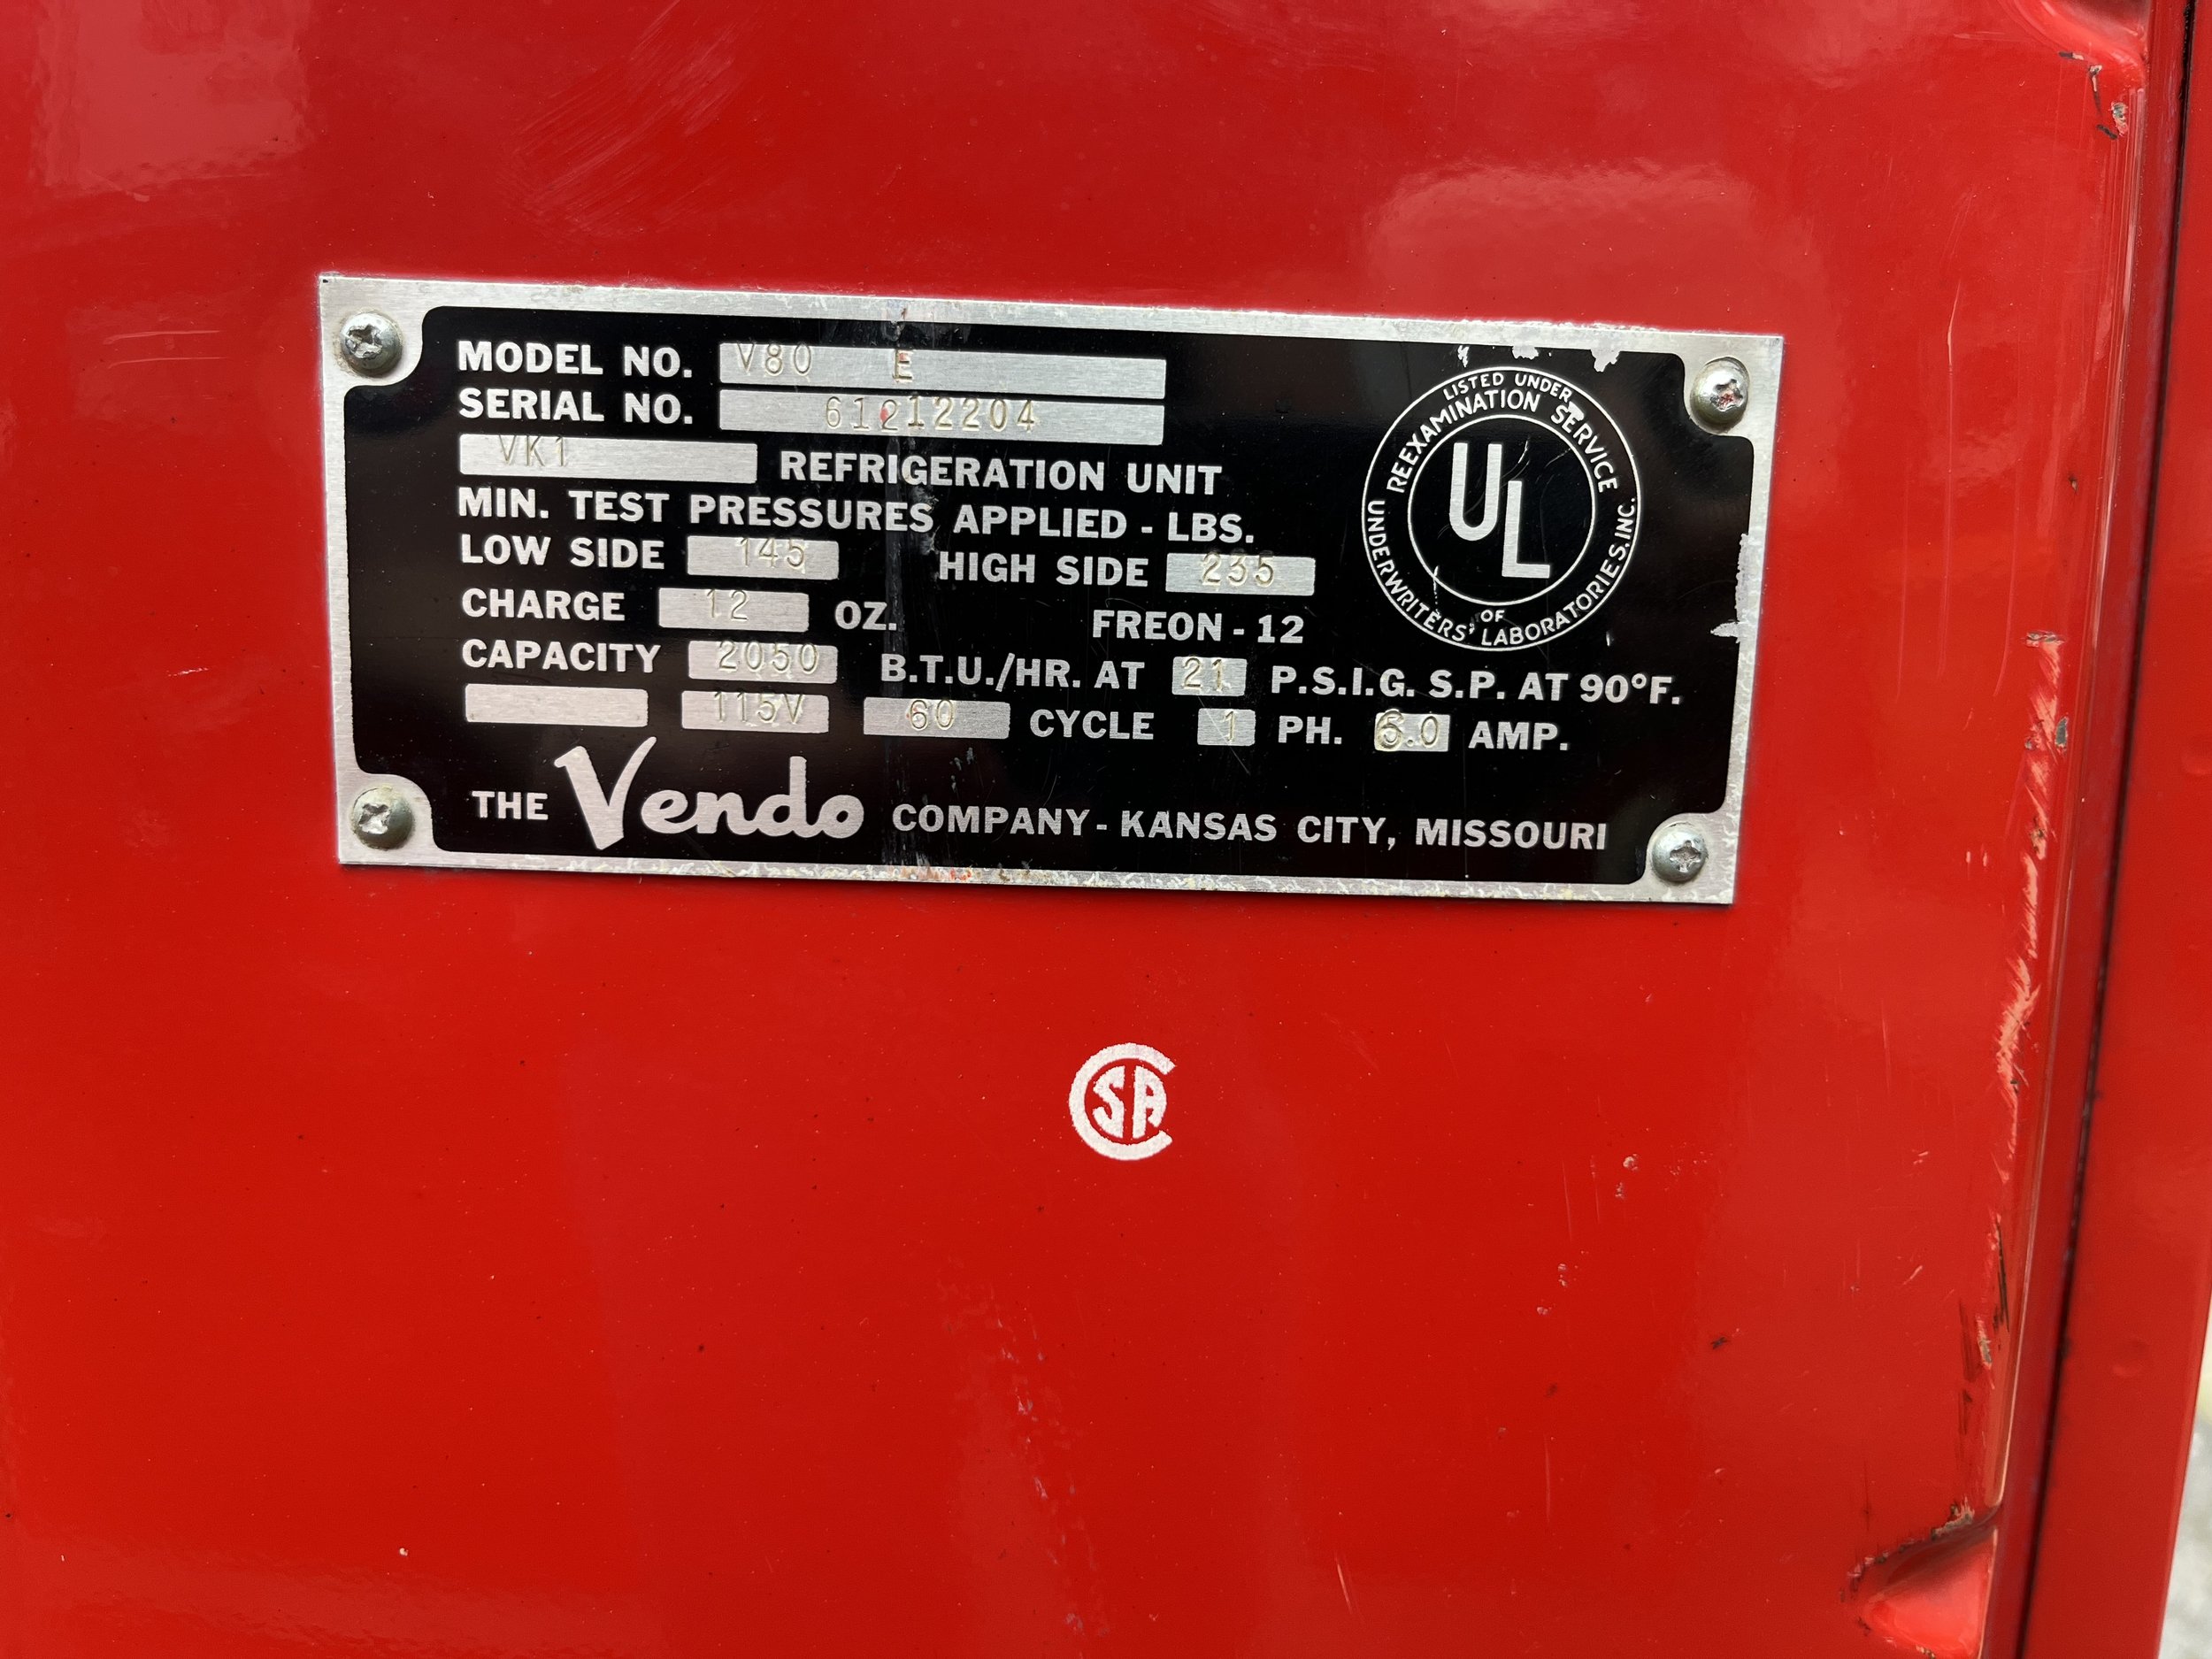 MODEL NO. V80 E
SERIAL NO. 61212204
VK1 REFRIGERATION UNIT
MIN. TEST PRESSURES APPLIED - LBS.
LOW SIDE 145 HIGH SIDE 235
CHARGE 12 OZ. FREON - 12
CAPACITY 2050 B.T.U./HR. AT 21 P.S.I.G. S.P. AT 90°F.
115V 60 CYCLE 1 PH. 6.0 AMP.
THE Vendo COMPANY - KANSAS CITY, MISSOURI
LISTED UNDER
REEXAMINATION SERVICE
UL
OF
UNDERWRITERS' LABORATORIES, INC.
CSA